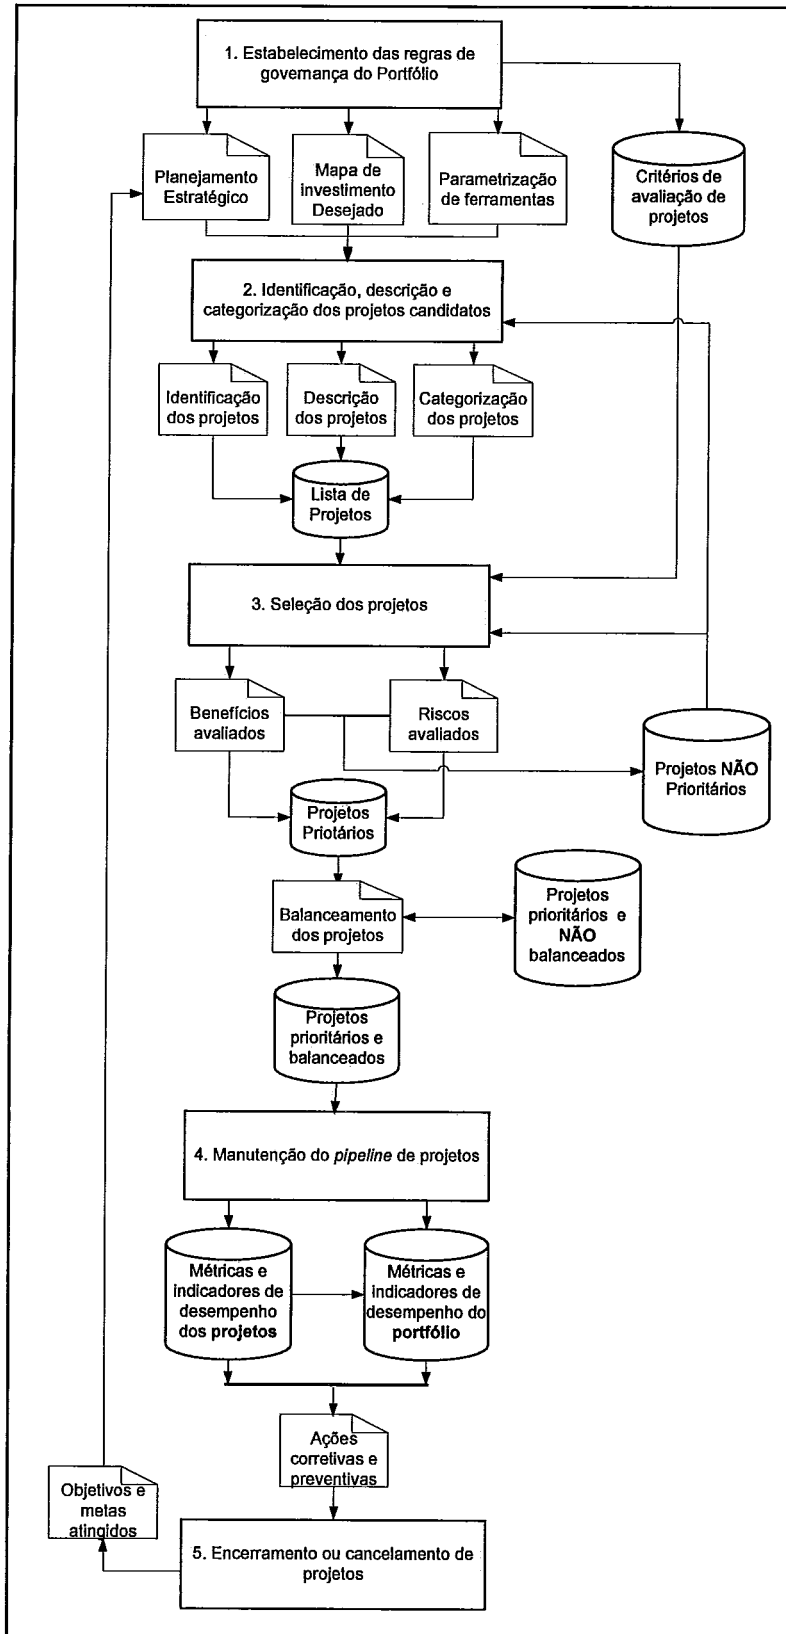 1. Estabelecimento das regras de
governança do Portfólio
Planejamento
Estratégico
Mapa de
investimento
Desejado
Parametrização
de ferramentas
Critérios de
avaliação de
projetos
2. Identificação, descrição e
categorização dos projetos candidatos
Identificação
dos projetos
Descrição
dos projetos
Categorização
dos projetos
Lista de
Projetos
3. Seleção dos projetos
Benefícios
avaliados
Riscos
avaliados
Projetos NÃO
Prioritários
Projetos
Priotários
Balanceamento
dos projetos
Projetos
prioritários e
NÃO
balanceados
Projetos
prioritários e
balanceados
4. Manutenção do pipeline de projetos
Métricas e
indicadores de
desempenho
dos projetos
Métricas e
indicadores de
desempenho do
portfólio
Ações
corretivas e
preventivas
Objetivos e
metas
atingidos
5. Encerramento ou cancelamento de
projetos